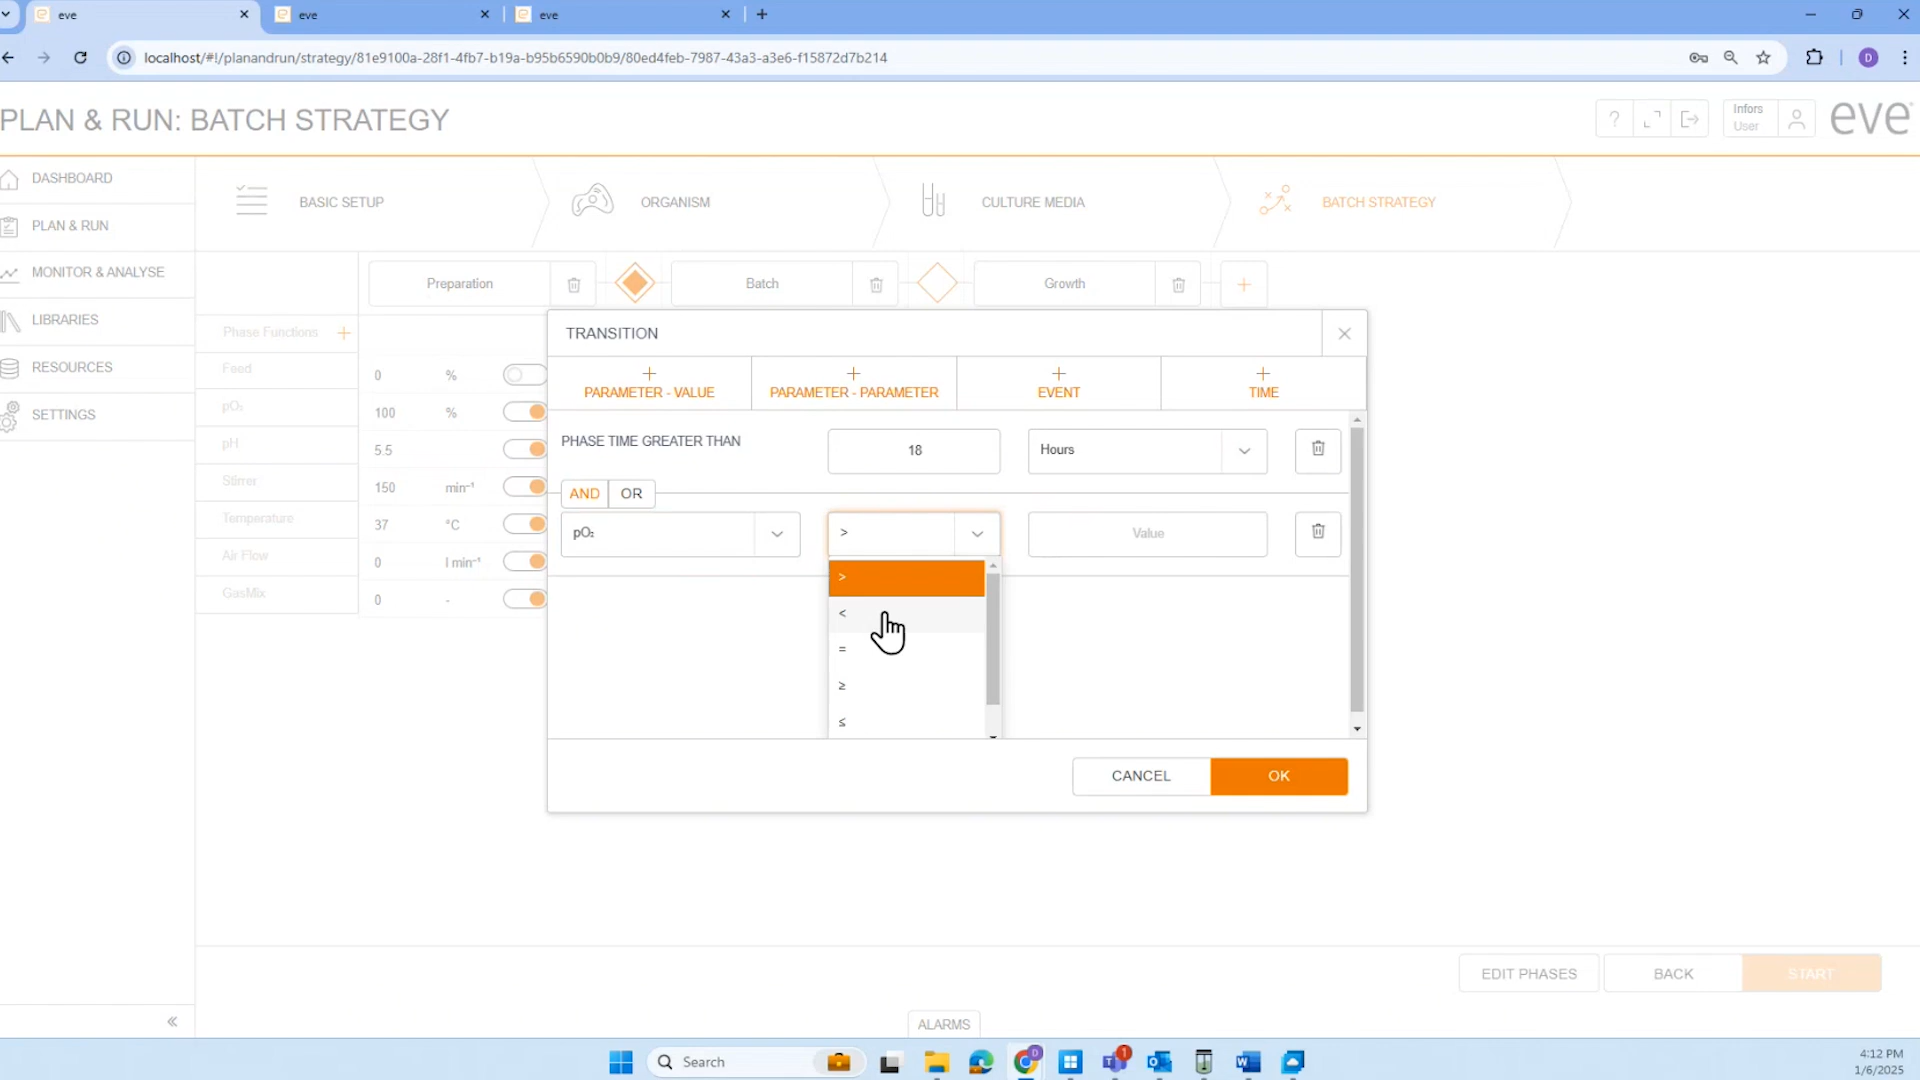 eve
eve
eve
localhost/#!/planandrun/strategy/81e9100a-28f1-4fb7-b19a-b95b6590b0b9/80ed4feb-7987-43a3-a3e6-f15872d7b214
D
PLAN & RUN: BATCH STRATEGY
?
Infors
User
eve
DASHBOARD
PLAN & RUN
MONITOR & ANALYSE
LIBRARIES
RESOURCES
SETTINGS
BASIC SETUP
ORGANISM
CULTURE MEDIA
BATCH STRATEGY
Preparation
Batch
Growth
+
Phase Functions +
Feed 0 %
pO₂ 100 %
pH 5.5
Stirrer 150 min⁻¹
Temperature 37 °C
Air Flow 0 l min⁻¹
GasMix 0 -
TRANSITION
+ PARAMETER - VALUE
+ PARAMETER - PARAMETER
+ EVENT
+ TIME
PHASE TIME GREATER THAN 18 Hours
AND OR
pO₂ > Value
>
<
=
≥
≤
CANCEL OK
EDIT PHASES BACK START
«
ALARMS
Search
D
1
4:12 PM
1/6/2025